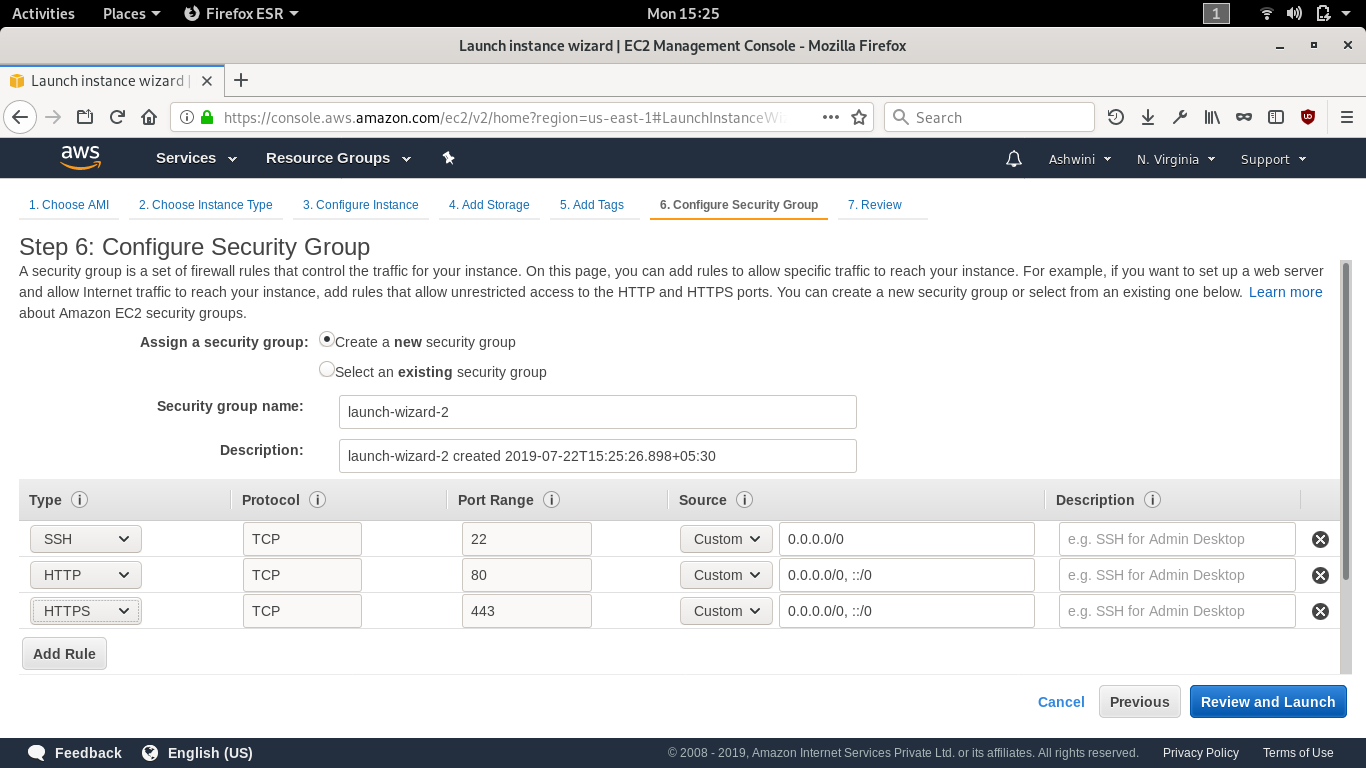 Activities Places Firefox ESR Mon 15:25 1
Launch instance wizard | EC2 Management Console - Mozilla Firefox
Launch instance wizard |
https://console.aws.amazon.com/ec2/v2/home?region=us-east-1#LaunchInstanceWi Search
aws Services Resource Groups Ashwini N. Virginia Support
1. Choose AMI 2. Choose Instance Type 3. Configure Instance 4. Add Storage 5. Add Tags 6. Configure Security Group 7. Review
Step 6: Configure Security Group
A security group is a set of firewall rules that control the traffic for your instance. On this page, you can add rules to allow specific traffic to reach your instance. For example, if you want to set up a web server
and allow Internet traffic to reach your instance, add rules that allow unrestricted access to the HTTP and HTTPS ports. You can create a new security group or select from an existing one below. Learn more
about Amazon EC2 security groups.
Assign a security group: Create a new security group
Select an existing security group
Security group name: launch-wizard-2
Description: launch-wizard-2 created 2019-07-22T15:25:26.898+05:30
Type i Protocol i Port Range i Source i Description i
SSH TCP 22 Custom 0.0.0.0/0 e.g. SSH for Admin Desktop
HTTP TCP 80 Custom 0.0.0.0/0, ::/0 e.g. SSH for Admin Desktop
HTTPS TCP 443 Custom 0.0.0.0/0, ::/0 e.g. SSH for Admin Desktop
Add Rule
Cancel Previous Review and Launch
Feedback English (US) © 2008 - 2019, Amazon Internet Services Private Ltd. or its affiliates. All rights reserved. Privacy Policy Terms of Use